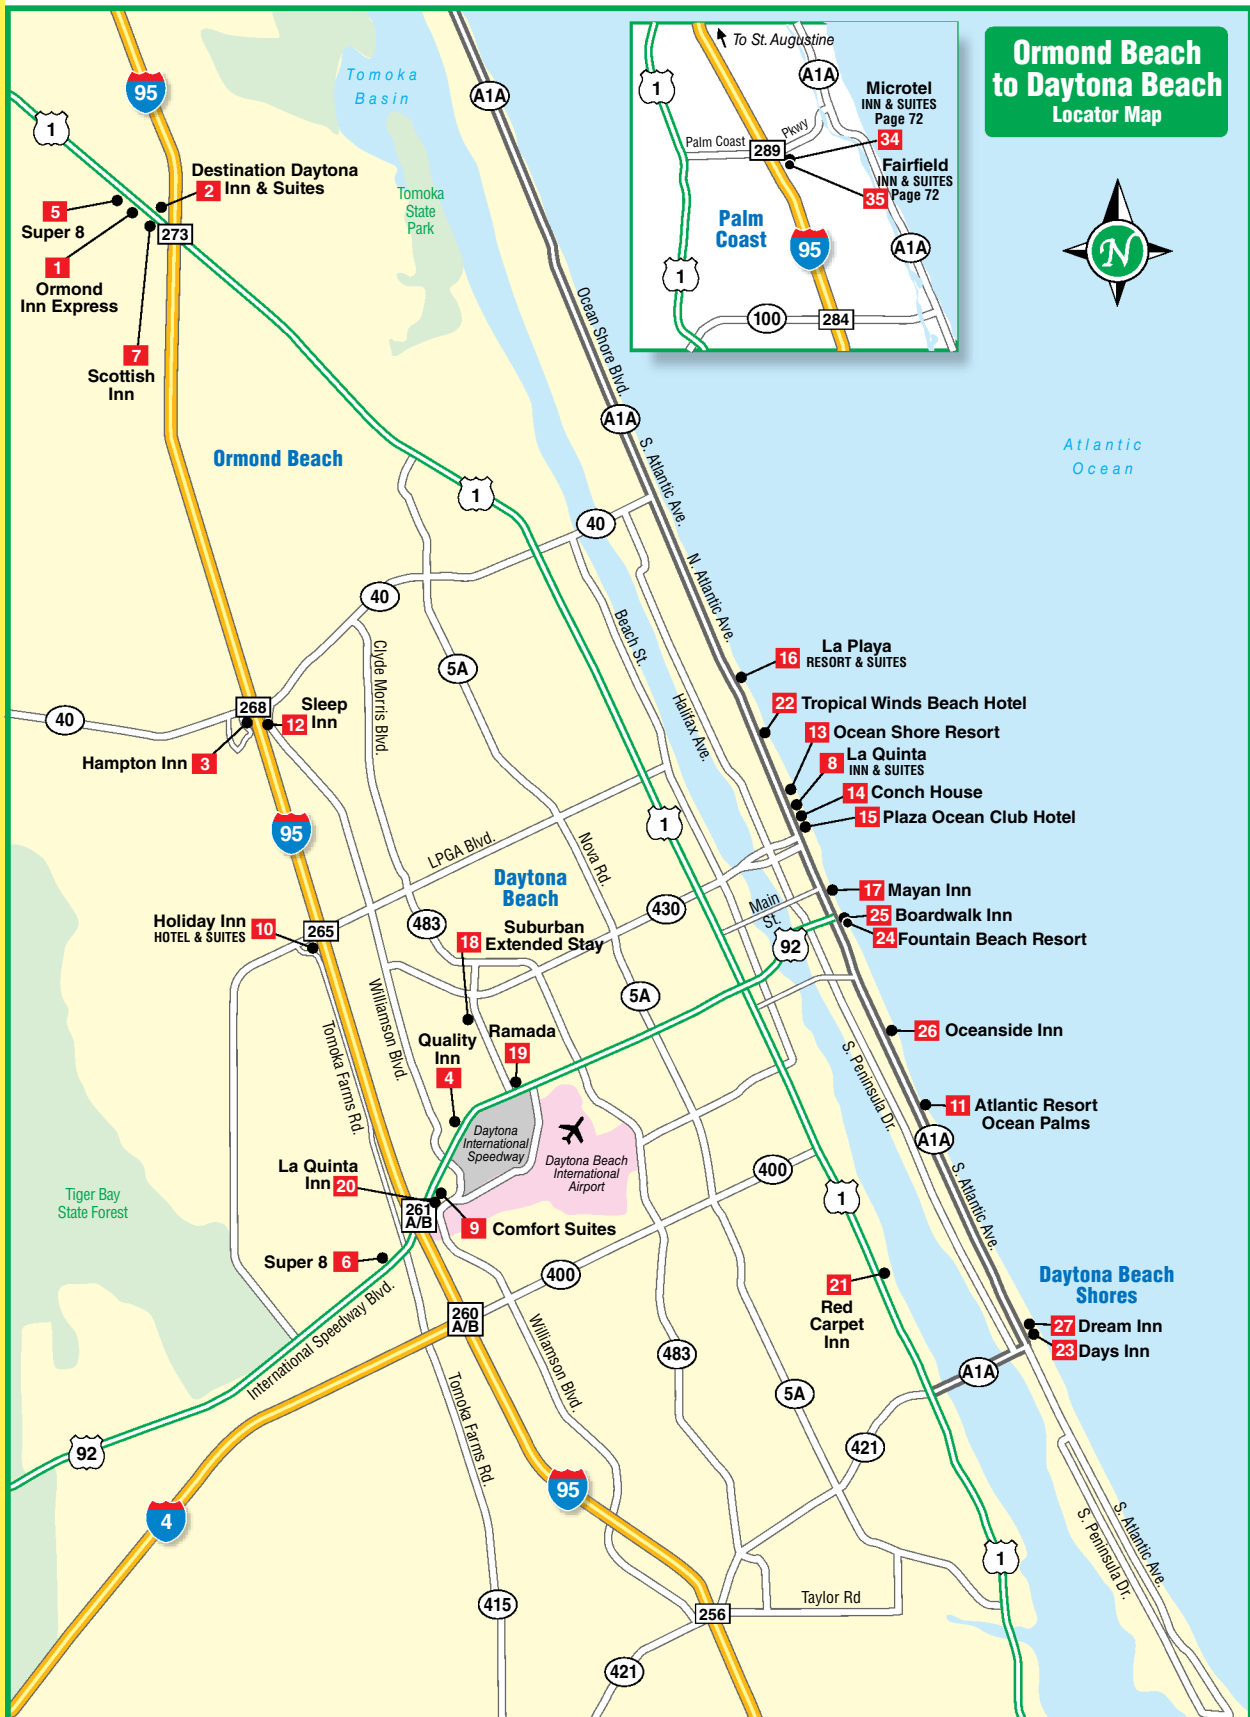 Ormond Beach
to Daytona Beach
Locator Map
To St. Augustine
1
A1A
Microtel
INN & SUITES
Page 72
34
Palm Coast Pkwy
289
Fairfield
INN & SUITES
Page 72
35
Palm
Coast
95
A1A
1
100
284
N
95
Tomoka
Basin
A1A
1
Destination Daytona
Inn & Suites
2
5
Super 8
273
Tomoka
State
Park
1
Ormond
Inn Express
7
Scottish
Inn
Ocean Shore Blvd.
A1A
Ormond Beach
S. Atlantic Ave.
Atlantic
Ocean
1
40
N. Atlantic Ave.
40
Beach St.
Clyde Morris Blvd.
5A
Halifax Ave.
16
La Playa
RESORT & SUITES
22 Tropical Winds Beach Hotel
13 Ocean Shore Resort
8
La Quinta
INN & SUITES
14 Conch House
15 Plaza Ocean Club Hotel
40
268
Sleep
Inn
12
Hampton Inn 3
95
1
LPGA Blvd.
Nova Rd.
Daytona
Beach
17 Mayan Inn
430
Main
St.
25 Boardwalk Inn
24 Fountain Beach Resort
Holiday Inn
HOTEL & SUITES
10
265
483
18
Suburban
Extended Stay
92
5A
Williamson Blvd.
Tomoka Farms Rd.
Quality
Inn
4
Ramada
19
26 Oceanside Inn
S. Peninsula Dr.
11 Atlantic Resort
Ocean Palms
A1A
Daytona
International
Speedway
Daytona Beach
International
Airport
S. Atlantic Ave.
La Quinta
Inn 20
400
1
Tiger Bay
State Forest
261
A/B
9 Comfort Suites
Super 8 6
400
21
Red
Carpet
Inn
Daytona Beach
Shores
27 Dream Inn
23 Days Inn
International Speedway Blvd.
260
A/B
Williamson Blvd.
483
A1A
5A
Tomoka Farms Rd.
421
92
4
95
S. Atlantic Ave.
S. Peninsula Dr.
1
415
Taylor Rd
256
421